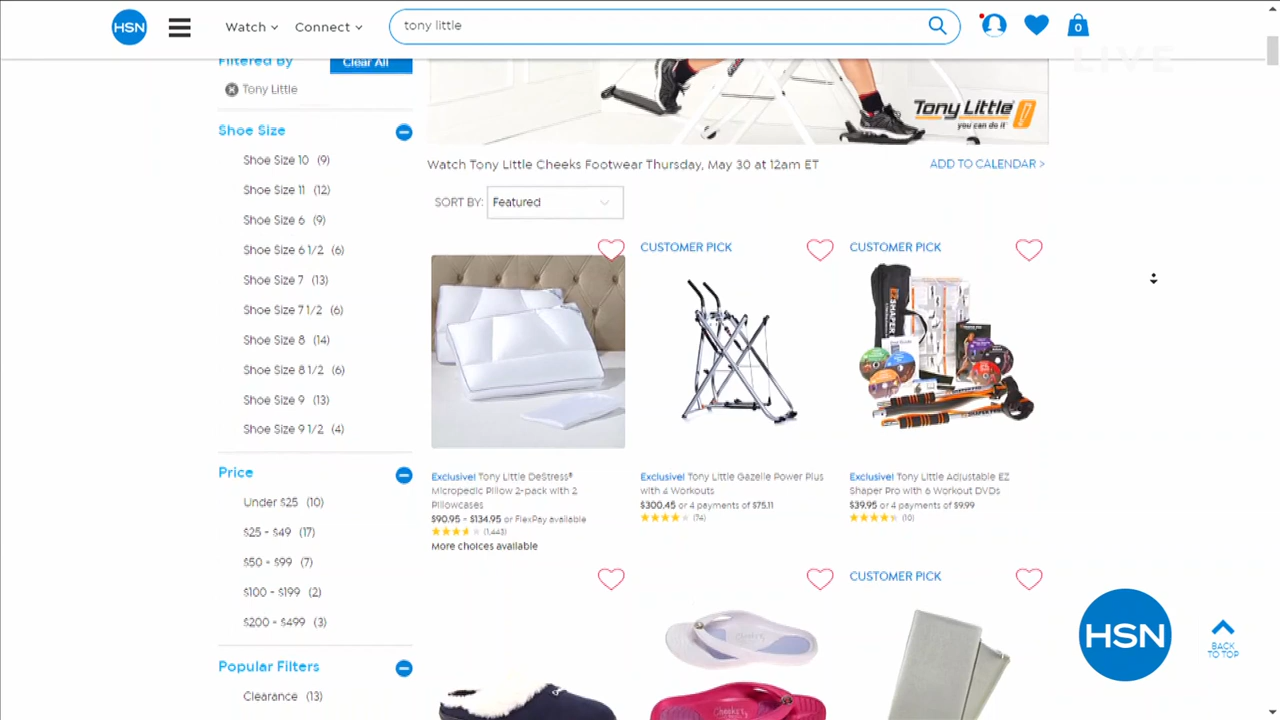 HSN
Watch
Connect
tony little
0
LIVE
Filtered By
Clear All
Tony Little
Shoe Size
Shoe Size 10 (9)
Shoe Size 11 (12)
Shoe Size 6 (9)
Shoe Size 6 1/2 (6)
Shoe Size 7 (13)
Shoe Size 7 1/2 (6)
Shoe Size 8 (14)
Shoe Size 8 1/2 (6)
Shoe Size 9 (13)
Shoe Size 9 1/2 (4)
Price
Under $25 (10)
$25 - $49 (17)
$50 - $99 (7)
$100 - $199 (2)
$200 - $499 (3)
Popular Filters
Clearance (13)
Tony Little
you can do it
Watch Tony Little Cheeks Footwear Thursday, May 30 at 12am ET
ADD TO CALENDAR >
SORT BY: Featured
Exclusive! Tony Little DeStress®
Micropedic Pillow 2-pack with 2
Pillowcases
$90.95 - $134.95 or FlexPay available
(1,443)
More choices available
CUSTOMER PICK
Exclusive! Tony Little Gazelle Power Plus
with 4 Workouts
$300.45 or 4 payments of $75.11
(74)
CUSTOMER PICK
EZ SHAPER
Exclusive! Tony Little Adjustable EZ
Shaper Pro with 6 Workout DVDs
$39.95 or 4 payments of $9.99
(10)
Cheeks
CUSTOMER PICK
HSN
BACK
TO TOP